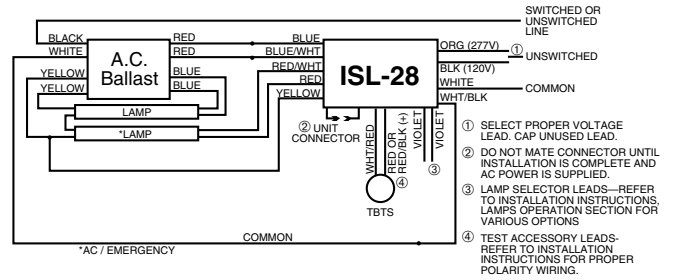 SWITCHED OR
UNSWITCHED
LINE
BLACK
RED
BLUE
WHITE
RED
BLUE/WHT
ORG (277V)
①
UNSWITCHED
A.C.
Ballast
ISL-28
YELLOW
BLUE
RED/WHT
BLK (120V)
YELLOW
BLUE
RED
WHITE
COMMON
YELLOW
WHT/BLK
LAMP
*LAMP
② UNIT
CONNECTOR
WHT/RED
RED OR
RED/BLK (+)
VIOLET
VIOLET
③
④
TBTS
① SELECT PROPER VOLTAGE
LEAD. CAP UNUSED LEAD.
② DO NOT MATE CONNECTOR UNTIL
INSTALLATION IS COMPLETE AND
AC POWER IS SUPPLIED.
③ LAMP SELECTOR LEADS—REFER
TO INSTALLATION INSTRUCTIONS,
LAMPS OPERATION SECTION FOR
VARIOUS OPTIONS
④ TEST ACCESSORY LEADS-
REFER TO INSTALLATION
INSTRUCTIONS FOR PROPER
POLARITY WIRING.
COMMON
*AC / EMERGENCY